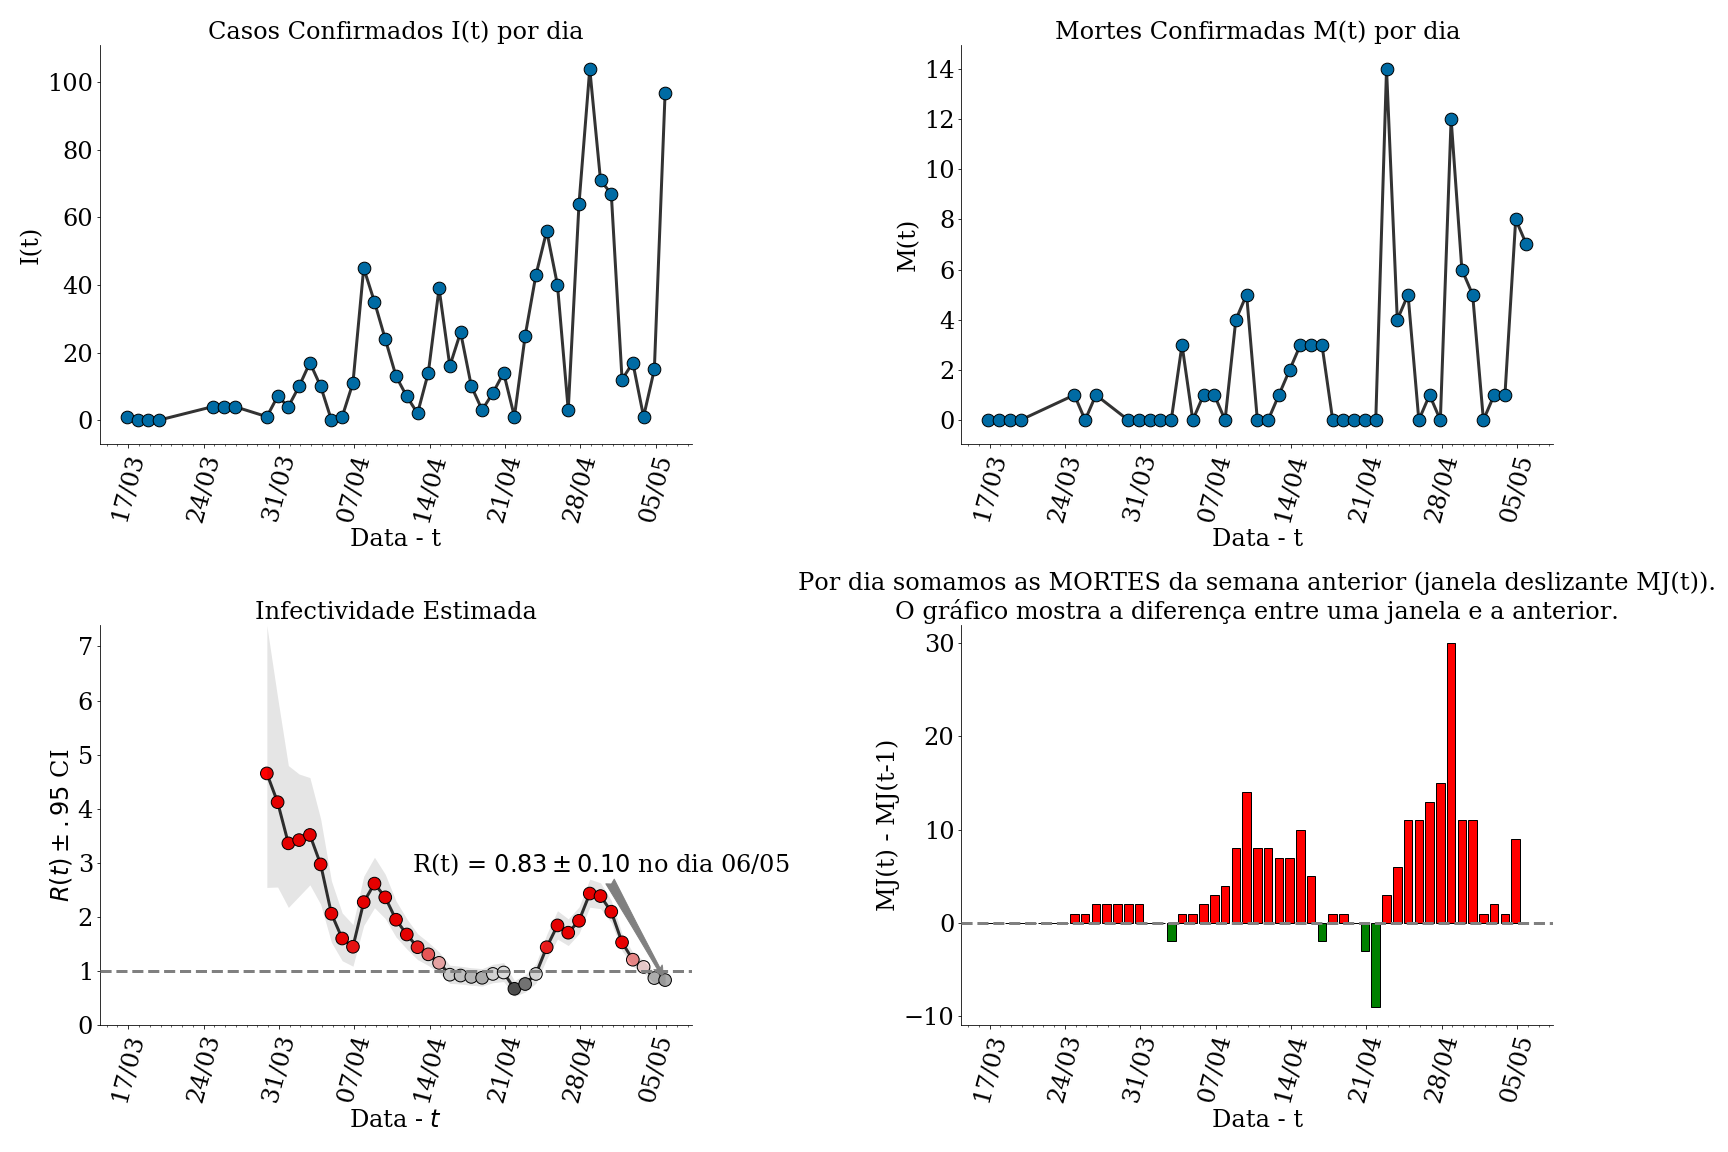 Casos Confirmados I(t) por dia
I(t)
100
80
60
40
20
0
17/03 24/03 31/03 07/04 14/04 21/04 28/04 05/05
Data - t
Mortes Confirmadas M(t) por dia
M(t)
14
12
10
8
6
4
2
0
17/03 24/03 31/03 07/04 14/04 21/04 28/04 05/05
Data - t
Infectividade Estimada
R(t) ± .95 CI
7
6
5
4
3
2
1
0
R(t) = 0.83 ± 0.10 no dia 06/05
17/03 24/03 31/03 07/04 14/04 21/04 28/04 05/05
Data - t
Por dia somamos as MORTES da semana anterior (janela deslizante MJ(t)).
O gráfico mostra a diferença entre uma janela e a anterior.
MJ(t) - MJ(t-1)
30
20
10
0
−10
17/03 24/03 31/03 07/04 14/04 21/04 28/04 05/05
Data - t